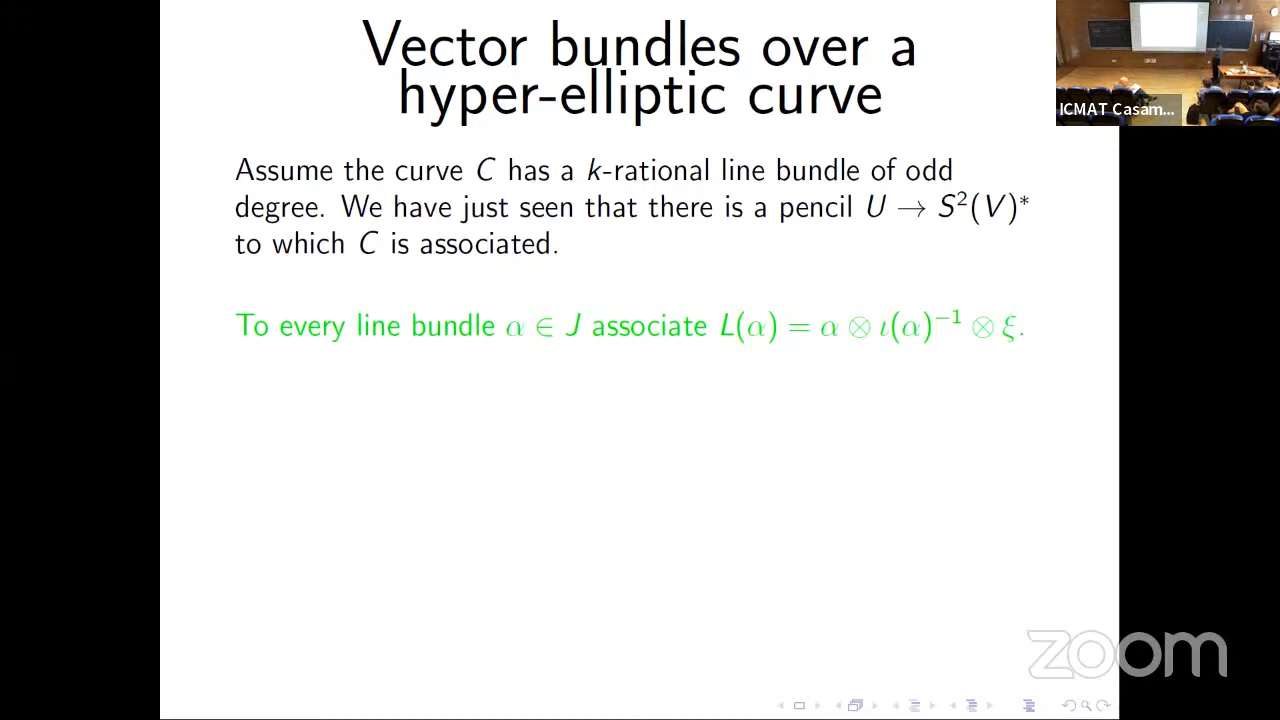 Vector bundles over a
hyper-elliptic curve
ICMAT Casam...
Assume the curve C has a k-rational line bundle of odd
degree. We have just seen that there is a pencil U → S²(V)*
to which C is associated.
To every line bundle α ∈ J associate L(α) = α ⊗ ι(α)⁻¹ ⊗ ξ.
zoom